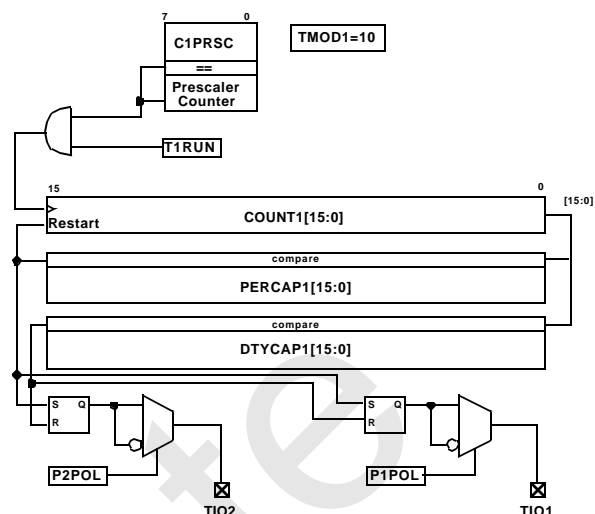 7 0
C1PRSC
TMOD1=10
==
Prescaler
Counter
T1RUN
15 0
[15:0]
COUNT1[15:0]
Restart
compare
PERCAP1[15:0]
compare
DTYCAP1[15:0]
S Q
R
S Q
R
P2POL
P1POL
TIO2
TIO1